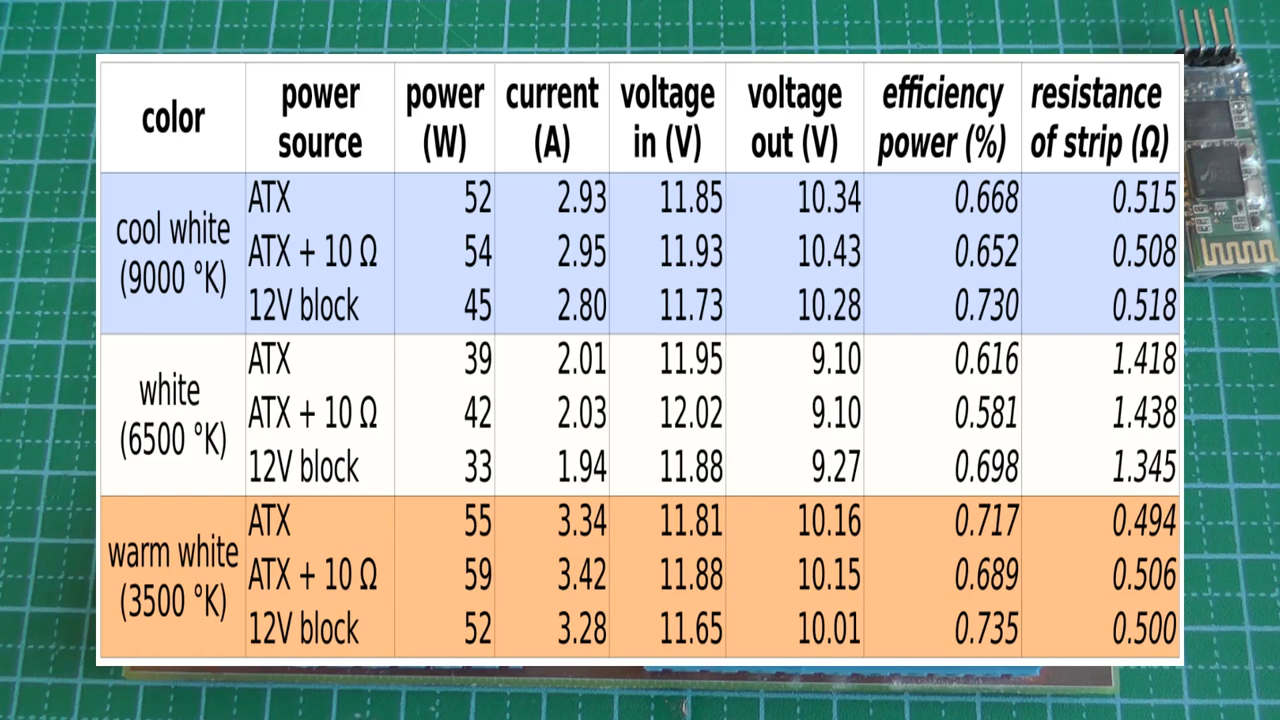 color power source power (W) current (A) voltage in (V) voltage out (V) efficiency power (%) resistance of strip (Ω)
cool white (9000 °K)
ATX 52 2.93 11.85 10.34 0.668 0.515
ATX + 10 Ω 54 2.95 11.93 10.43 0.652 0.508
12V block 45 2.80 11.73 10.28 0.730 0.518
white (6500 °K)
ATX 39 2.01 11.95 9.10 0.616 1.418
ATX + 10 Ω 42 2.03 12.02 9.10 0.581 1.438
12V block 33 1.94 11.88 9.27 0.698 1.345
warm white (3500 °K)
ATX 55 3.34 11.81 10.16 0.717 0.494
ATX + 10 Ω 59 3.42 11.88 10.15 0.689 0.506
12V block 52 3.28 11.65 10.01 0.735 0.500